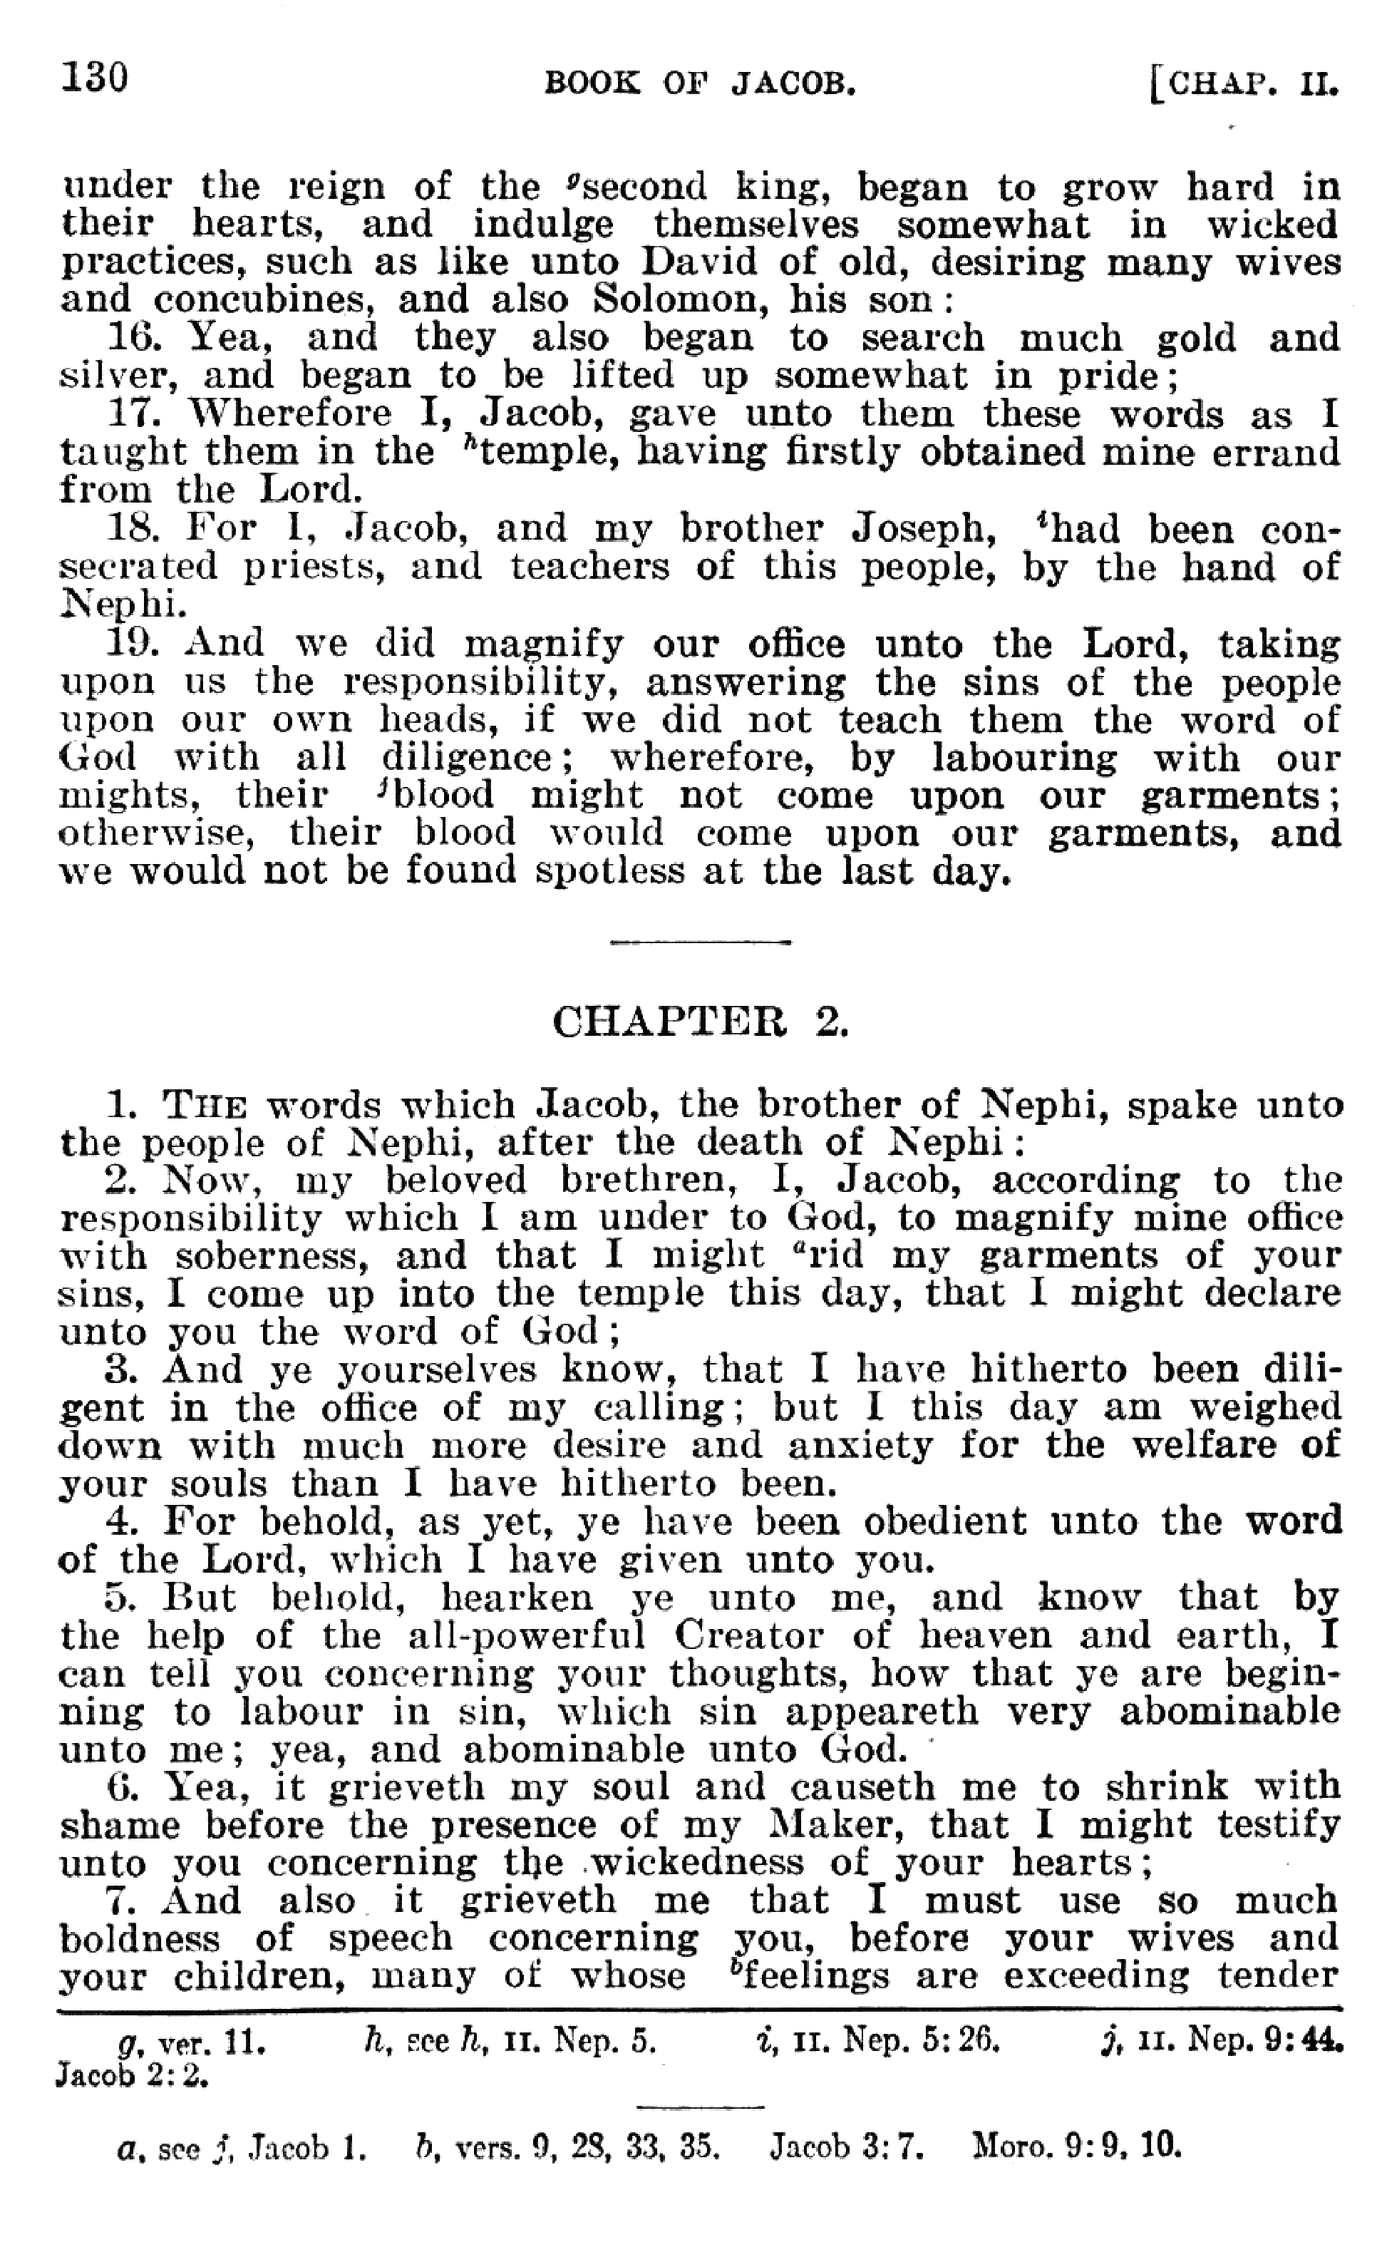 130 BOOK OF JACOB. [CHAP. II.
under the reign of the gsecond king, began to grow hard in
their hearts, and indulge themselves somewhat in wicked
practices, such as like unto David of old, desiring many wives
and concubines, and also Solomon, his son:
16. Yea, and they also began to search much gold and
silver, and began to be lifted up somewhat in pride;
17. Wherefore I, Jacob, gave unto them these words as I
taught them in the htemple, having firstly obtained mine errand
from the Lord.
18. For I, Jacob, and my brother Joseph, ihad been con-
secrated priests, and teachers of this people, by the hand of
Nephi.
19. And we did magnify our office unto the Lord, taking
upon us the responsibility, answering the sins of the people
upon our own heads, if we did not teach them the word of
God with all diligence; wherefore, by labouring with our
mights, their jblood might not come upon our garments;
otherwise, their blood would come upon our garments, and
we would not be found spotless at the last day.
CHAPTER 2.
1. THE words which Jacob, the brother of Nephi, spake unto
the people of Nephi, after the death of Nephi:
2. Now, my beloved brethren, I, Jacob, according to the
responsibility which I am under to God, to magnify mine office
with soberness, and that I might arid my garments of your
sins, I come up into the temple this day, that I might declare
unto you the word of God;
3. And ye yourselves know, that I have hitherto been dili-
gent in the office of my calling; but I this day am weighed
down with much more desire and anxiety for the welfare of
your souls than I have hitherto been.
4. For behold, as yet, ye have been obedient unto the word
of the Lord, which I have given unto you.
5. But behold, hearken ye unto me, and know that by
the help of the all-powerful Creator of heaven and earth, I
can tell you concerning your thoughts, how that ye are begin-
ning to labour in sin, which sin appeareth very abominable
unto me; yea, and abominable unto God.
6. Yea, it grieveth my soul and causeth me to shrink with
shame before the presence of my Maker, that I might testify
unto you concerning the wickedness of your hearts;
7. And also it grieveth me that I must use so much
boldness of speech concerning you, before your wives and
your children, many of whose bfeelings are exceeding tender
g, ver. 11. h, see h, II. Nep. 5. i, II. Nep. 5:26. j, II. Nep. 9:44.
Jacob 2:2.
a, see j, Jacob 1. b, vers. 9, 28, 33, 35. Jacob 3:7. Moro. 9:9, 10.